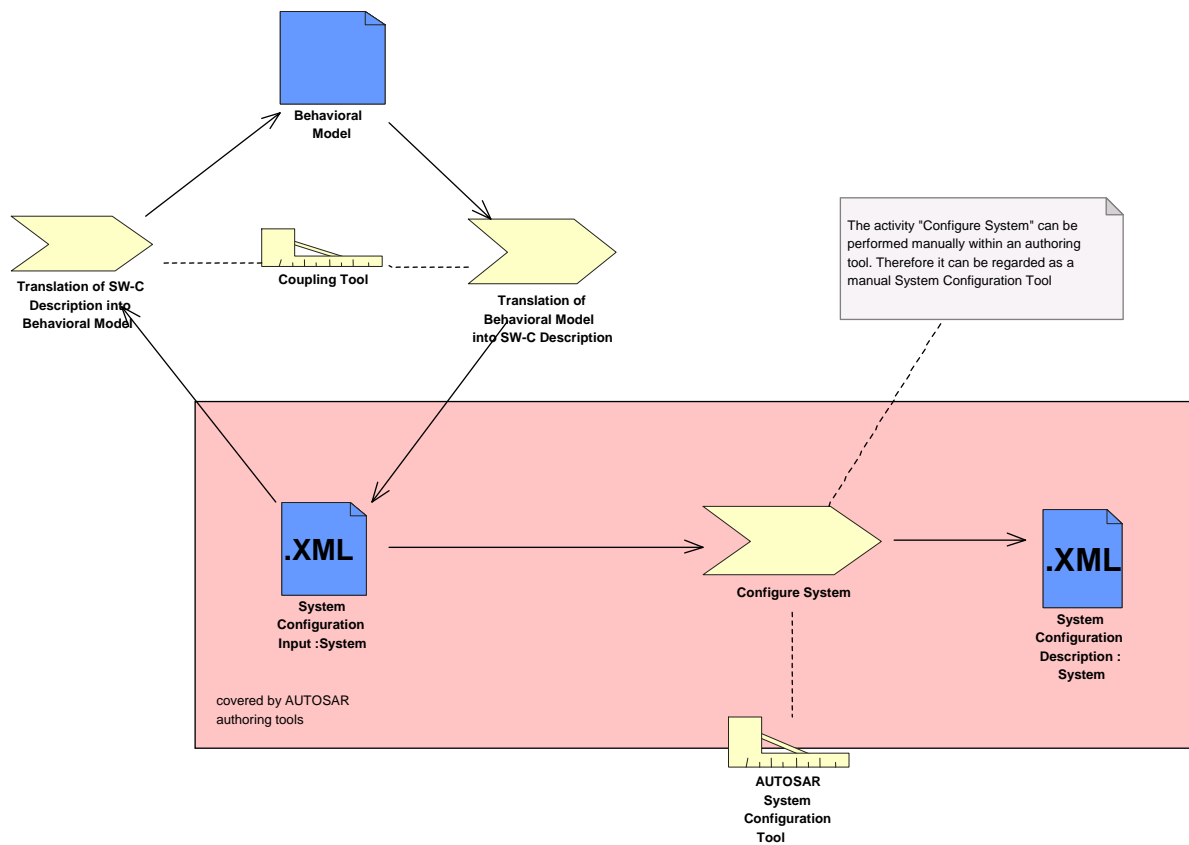 Behavioral
Model
The activity "Configure System" can be
performed manually within an authoring
tool. Therefore it can be regarded as a
manual System Configuration Tool
Translation of SW-C
Description into
Behavioral Model
Coupling Tool
Translation of
Behavioral Model
into SW-C Description
.XML
System
Configuration
Input :System
Configure System
.XML
System
Configuration
Description :
System
covered by AUTOSAR
authoring tools
AUTOSAR
System
Configuration
Tool